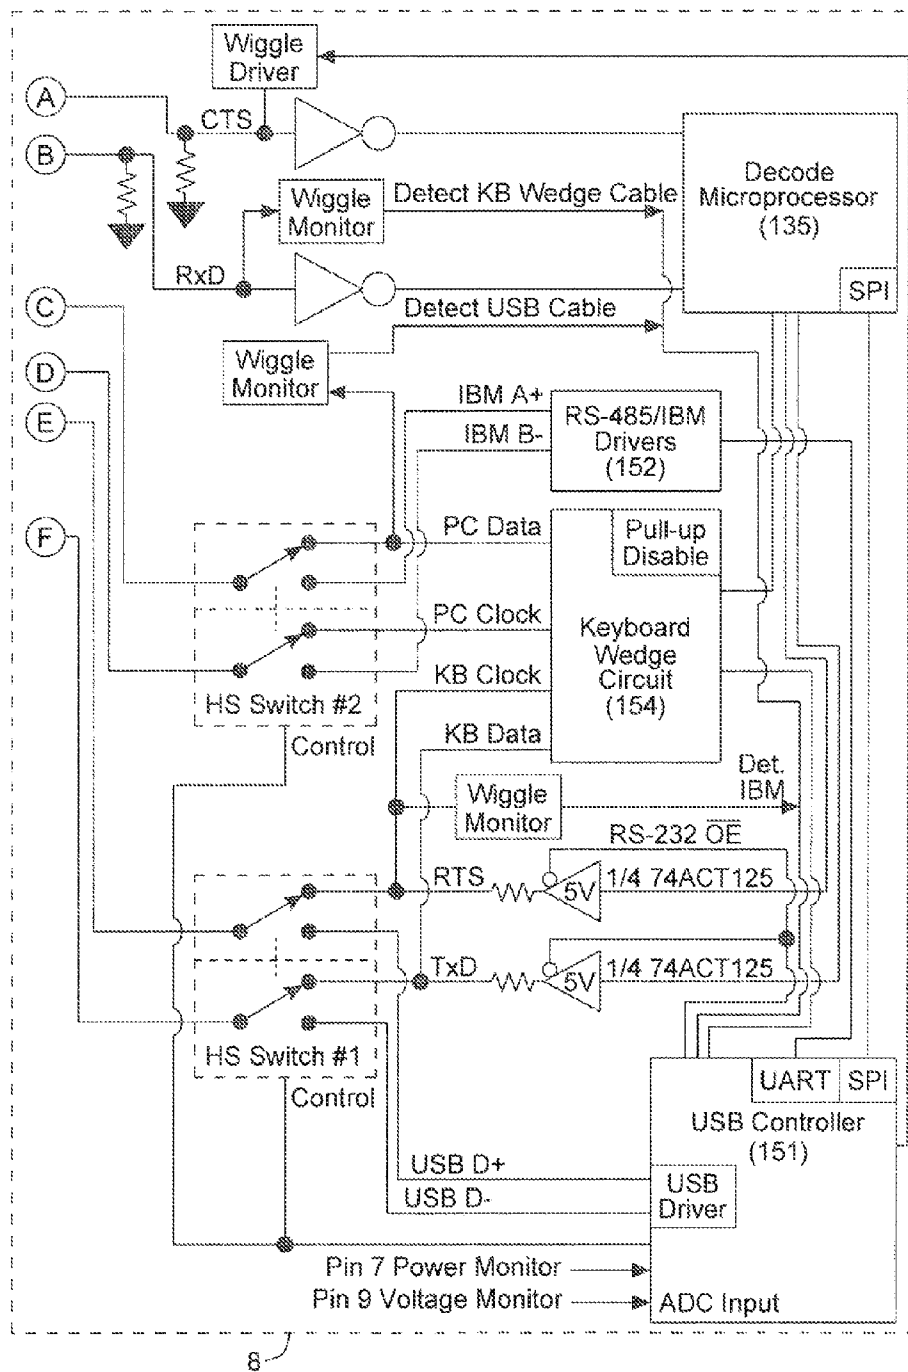 Wiggle
Driver
A
CTS
B
Decode
Microprocessor
(135)
SPI
Wiggle
Monitor
Detect KB Wedge Cable
RxD
C
Detect USB Cable
Wiggle
Monitor
D
E
IBM A+
IBM B-
RS-485/IBM
Drivers
(152)
F
PC Data
Pull-up
Disable
PC Clock
Keyboard
Wedge
Circuit
(154)
KB Clock
HS Switch #2
KB Data
Control
Det.
IBM
Wiggle
Monitor
RS-232 OE
RTS
5V
1/4 74ACT125
TxD
5V
1/4 74ACT125
HS Switch #1
Control
UART
SPI
USB Controller
(151)
USB D+
USB D-
USB
Driver
Pin 7 Power Monitor
Pin 9 Voltage Monitor
ADC Input
8